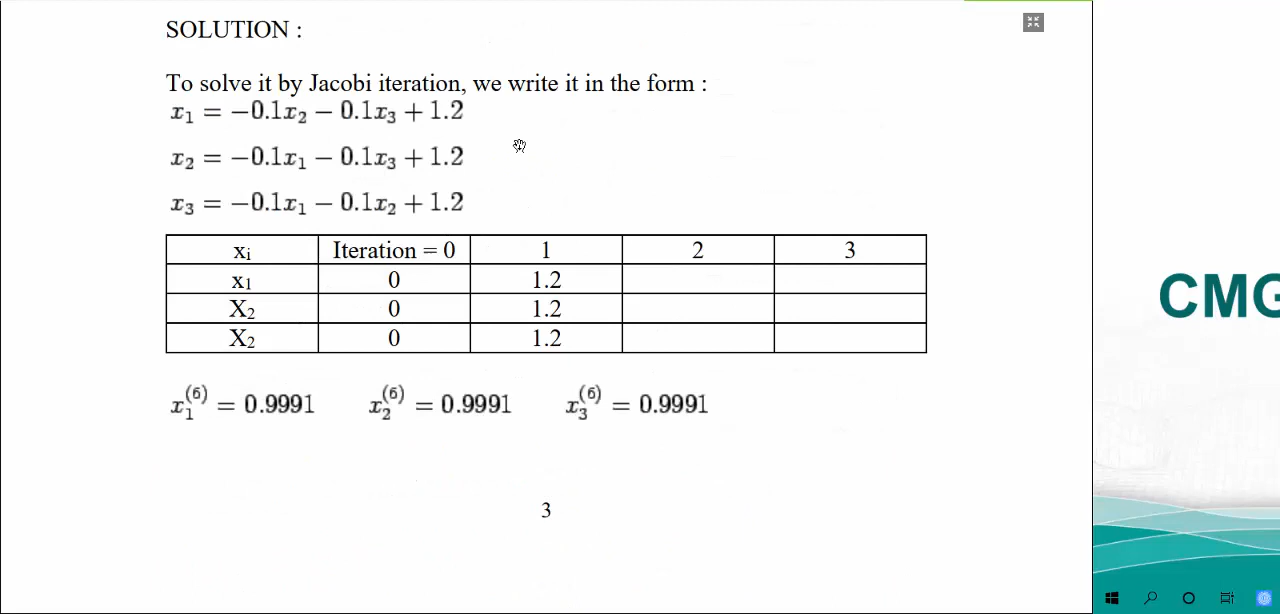 SOLUTION :
To solve it by Jacobi iteration, we write it in the form :
x₁ = −0.1x₂ − 0.1x₃ + 1.2
x₂ = −0.1x₁ − 0.1x₃ + 1.2
x₃ = −0.1x₁ − 0.1x₂ + 1.2
xᵢ Iteration = 0 1 2 3
x₁ 0 1.2
X₂ 0 1.2
X₂ 0 1.2
x₁⁽⁶⁾ = 0.9991 x₂⁽⁶⁾ = 0.9991 x₃⁽⁶⁾ = 0.9991
3
CMG